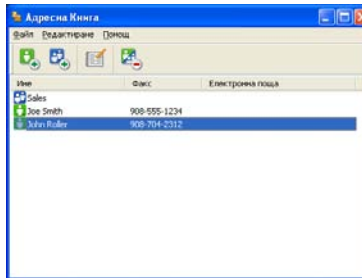 Адресна Книга
Файл Редактиране Помощ
Име Факс Електронна поща
Sales
Joe Smith 908-555-1234
John Roller 908-704-2312